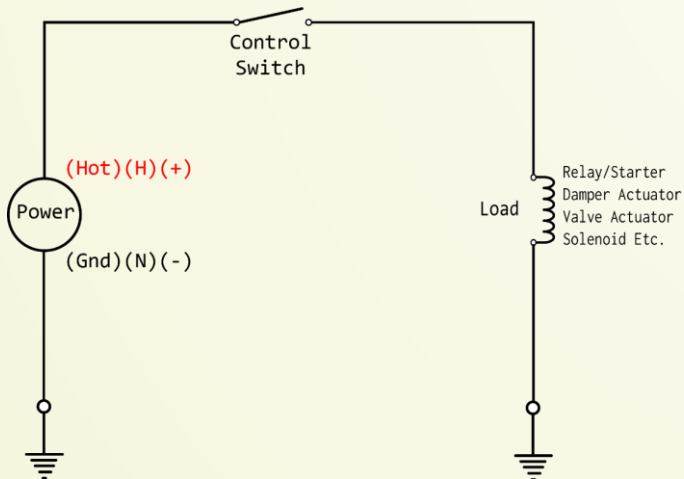 Control
Switch
(Hot)(H)(+)
Power
(Gnd)(N)(-)
Load
Relay/Starter
Damper Actuator
Valve Actuator
Solenoid Etc.